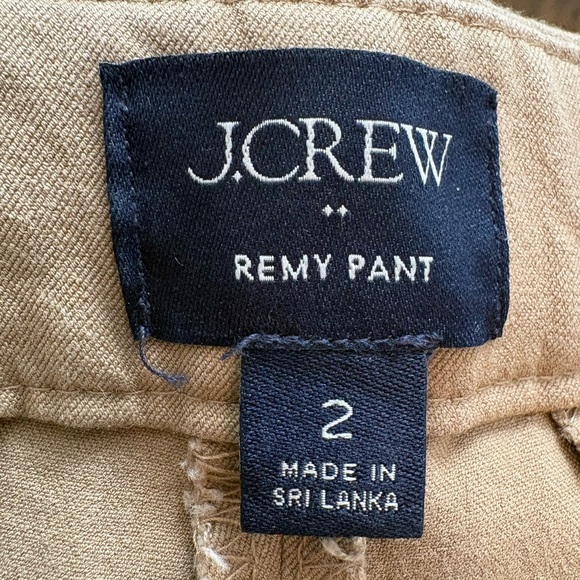 J.CREW
REMY PANT
2
MADE IN
SRI LANKA